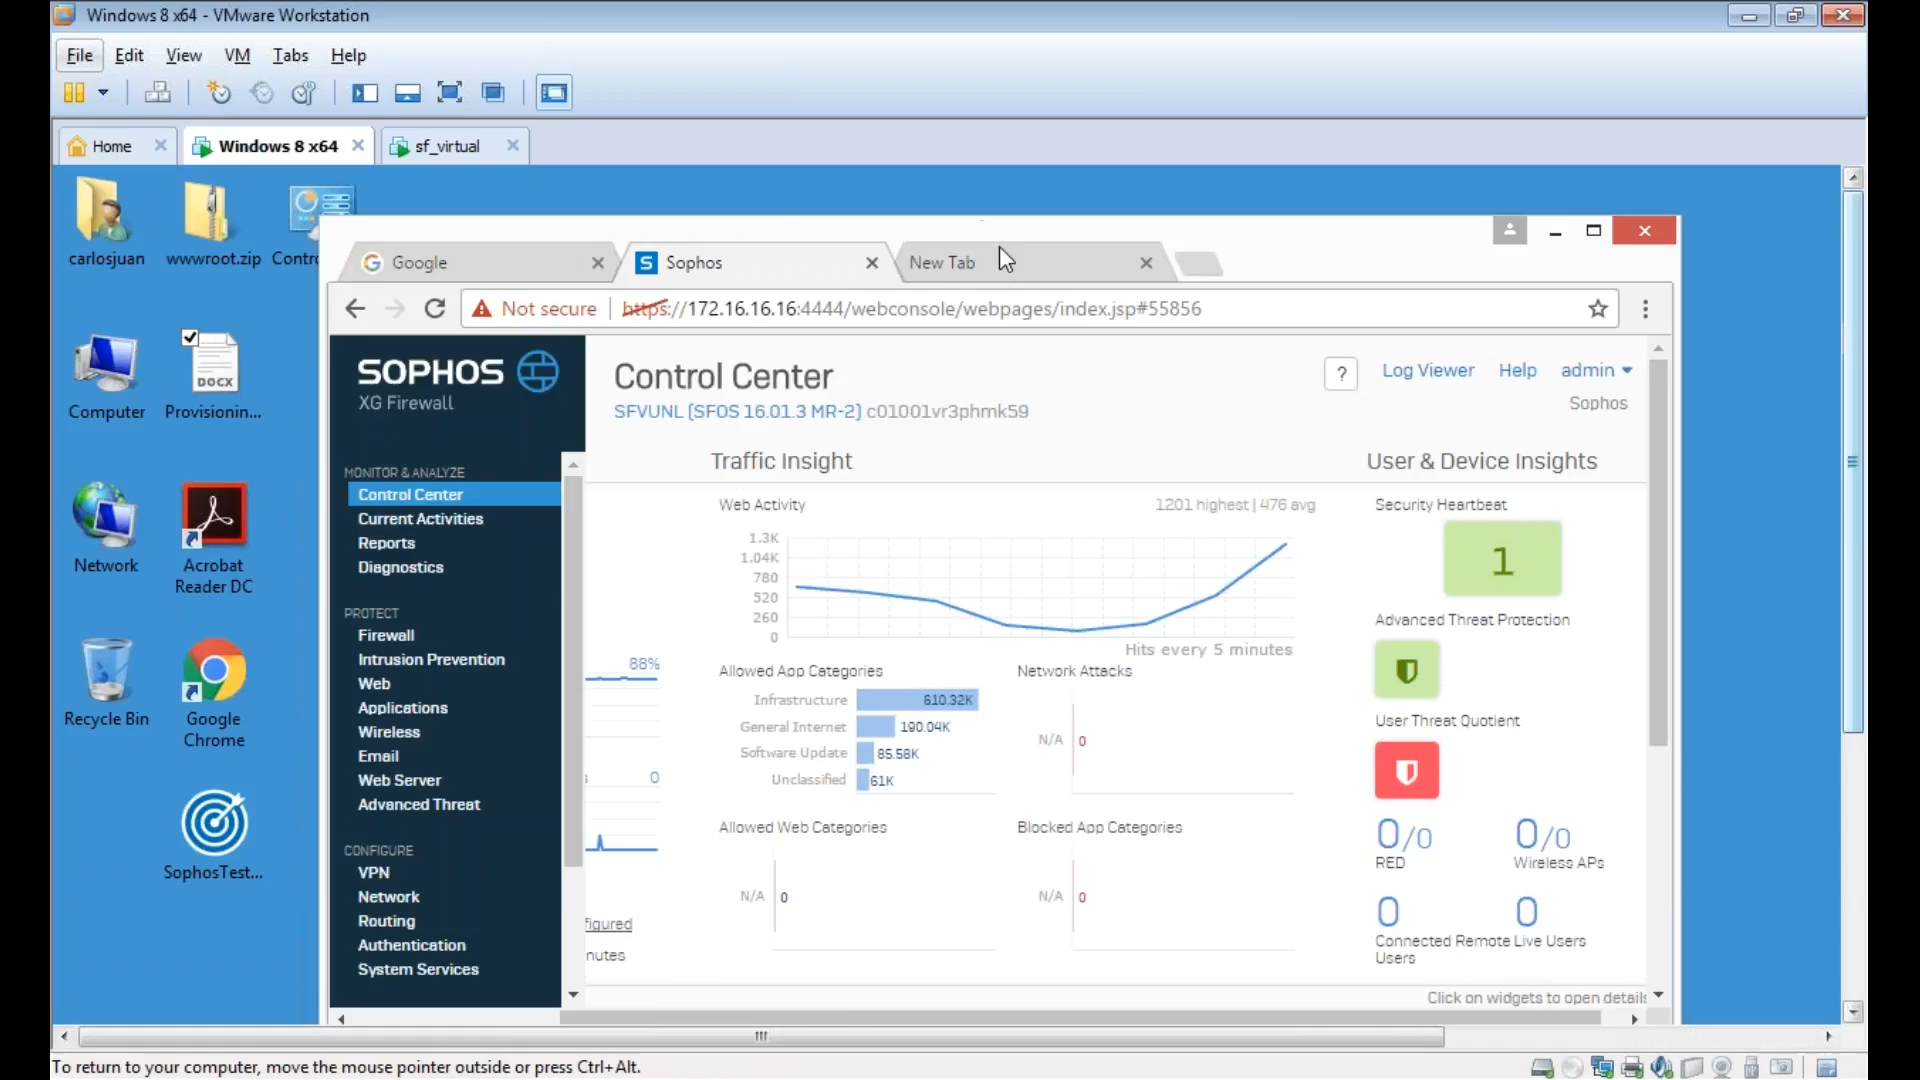 Windows 8 x64 - VMware Workstation
File Edit View VM Tabs Help
Home Windows 8 x64 sf_virtual
carlosjuan
wwwroot.zip
Contro
Computer
Provisionin...
Network
Acrobat
Reader DC
Recycle Bin
Google
Chrome
SophosTest...
Google Sophos New Tab
Not secure https://172.16.16.16:4444/webconsole/webpages/index.jsp#55856
SOPHOS
XG Firewall
MONITOR & ANALYZE
Control Center
Current Activities
Reports
Diagnostics
PROTECT
Firewall
Intrusion Prevention
Web
Applications
Wireless
Email
Web Server
Advanced Threat
CONFIGURE
VPN
Network
Routing
Authentication
System Services
Control Center
SFVUNL (SFOS 16.01.3 MR-2) c01001vr3phmk59
? Log Viewer Help admin
Sophos
88%
0
figured
nutes
Traffic Insight
Web Activity 1201 highest | 476 avg
1.3K
1.04K
780
520
260
0
Hits every 5 minutes
Allowed App Categories
Infrastructure 610.32K
General Internet 190.04K
Software Update 85.58K
Unclassified 61K
Network Attacks
N/A 0
Allowed Web Categories
N/A 0
Blocked App Categories
N/A 0
User & Device Insights
Security Heartbeat
1
Advanced Threat Protection
User Threat Quotient
0/0
RED
0/0
Wireless APs
0
Connected Remote
Users
0
Live Users
Click on widgets to open details
To return to your computer, move the mouse pointer outside or press Ctrl+Alt.